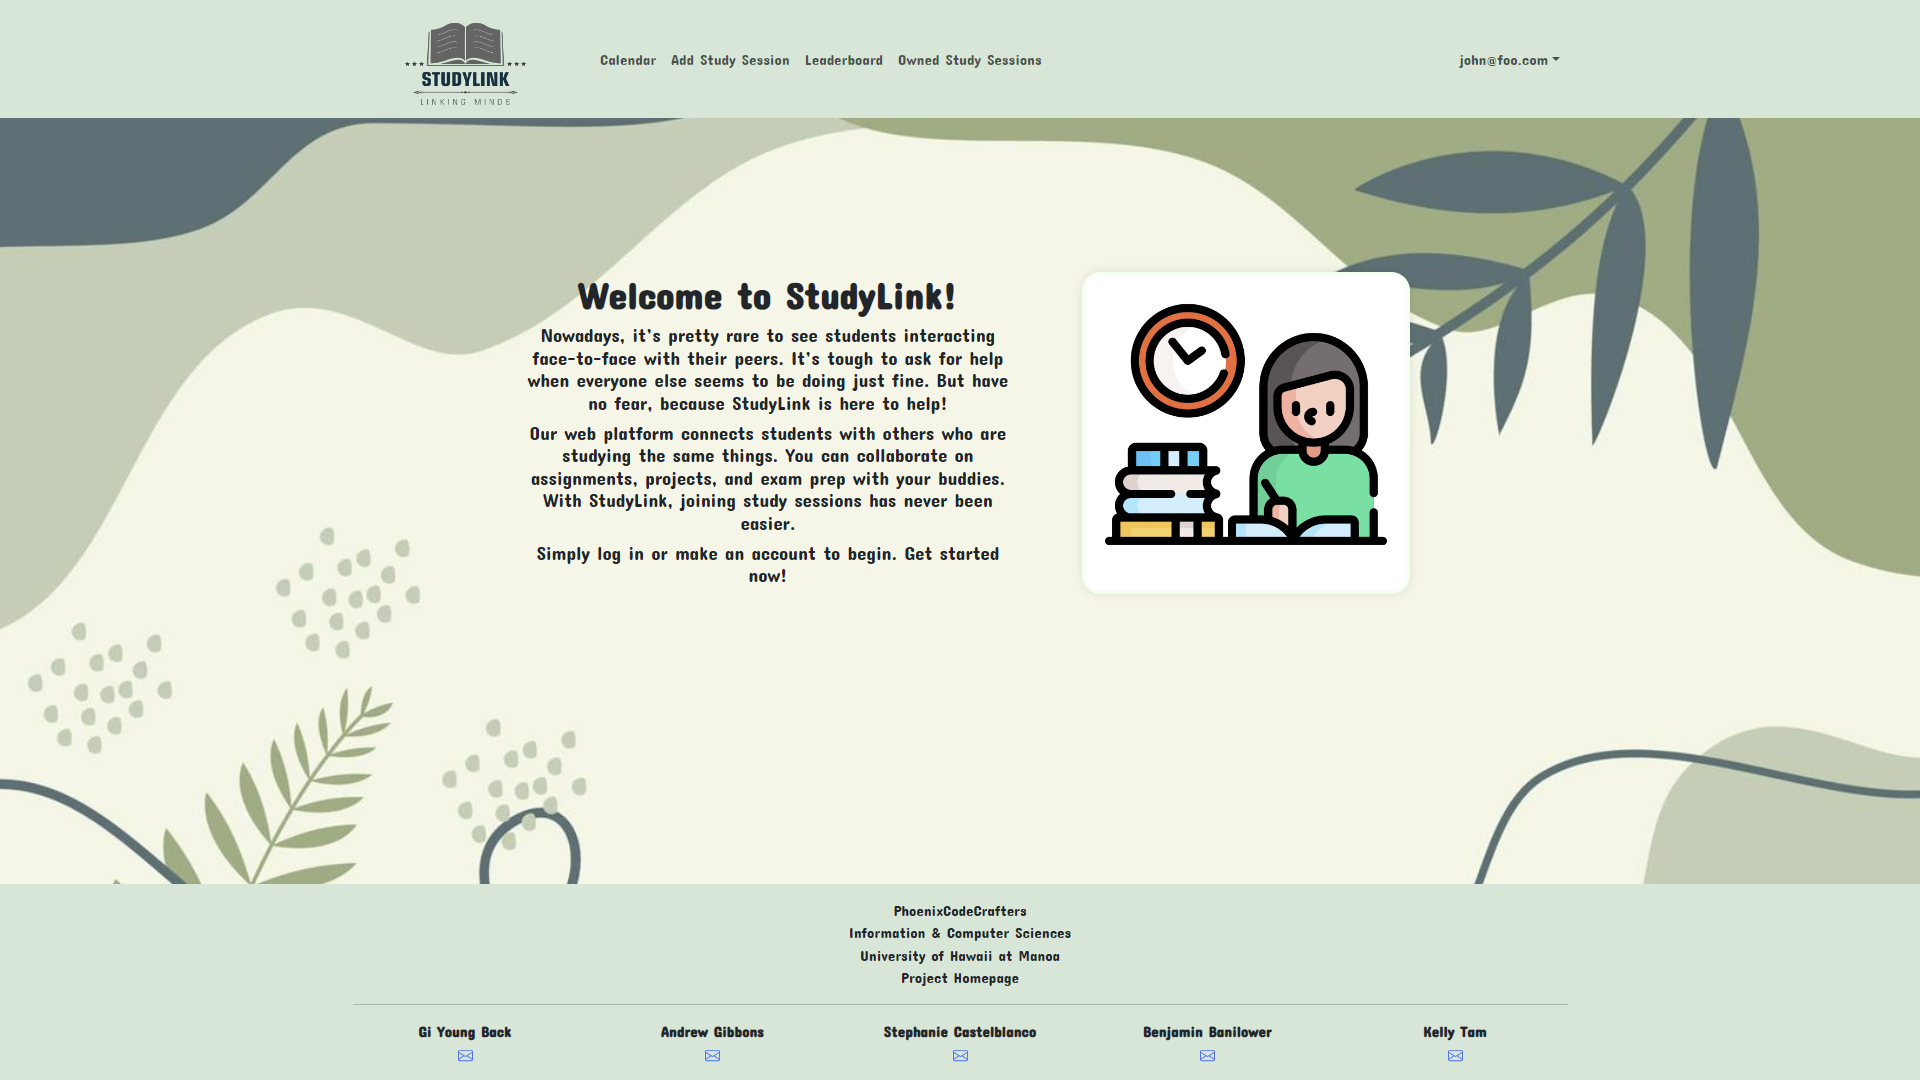 STUDYLINK
LINKING MINDS
Calendar Add Study Session Leaderboard Owned Study Sessions
john@foo.com
Welcome to StudyLink!
Nowadays, it's pretty rare to see students interacting
face-to-face with their peers. It's tough to ask for help
when everyone else seems to be doing just fine. But have
no fear, because StudyLink is here to help!
Our web platform connects students with others who are
studying the same things. You can collaborate on
assignments, projects, and exam prep with your buddies.
With StudyLink, joining study sessions has never been
easier.
Simply log in or make an account to begin. Get started
now!
PhoenixCodeCrafters
Information & Computer Sciences
University of Hawaii at Manoa
Project Homepage
Gi Young Back Andrew Gibbons Stephanie Castelblanco Benjamin Banilower Kelly Tam